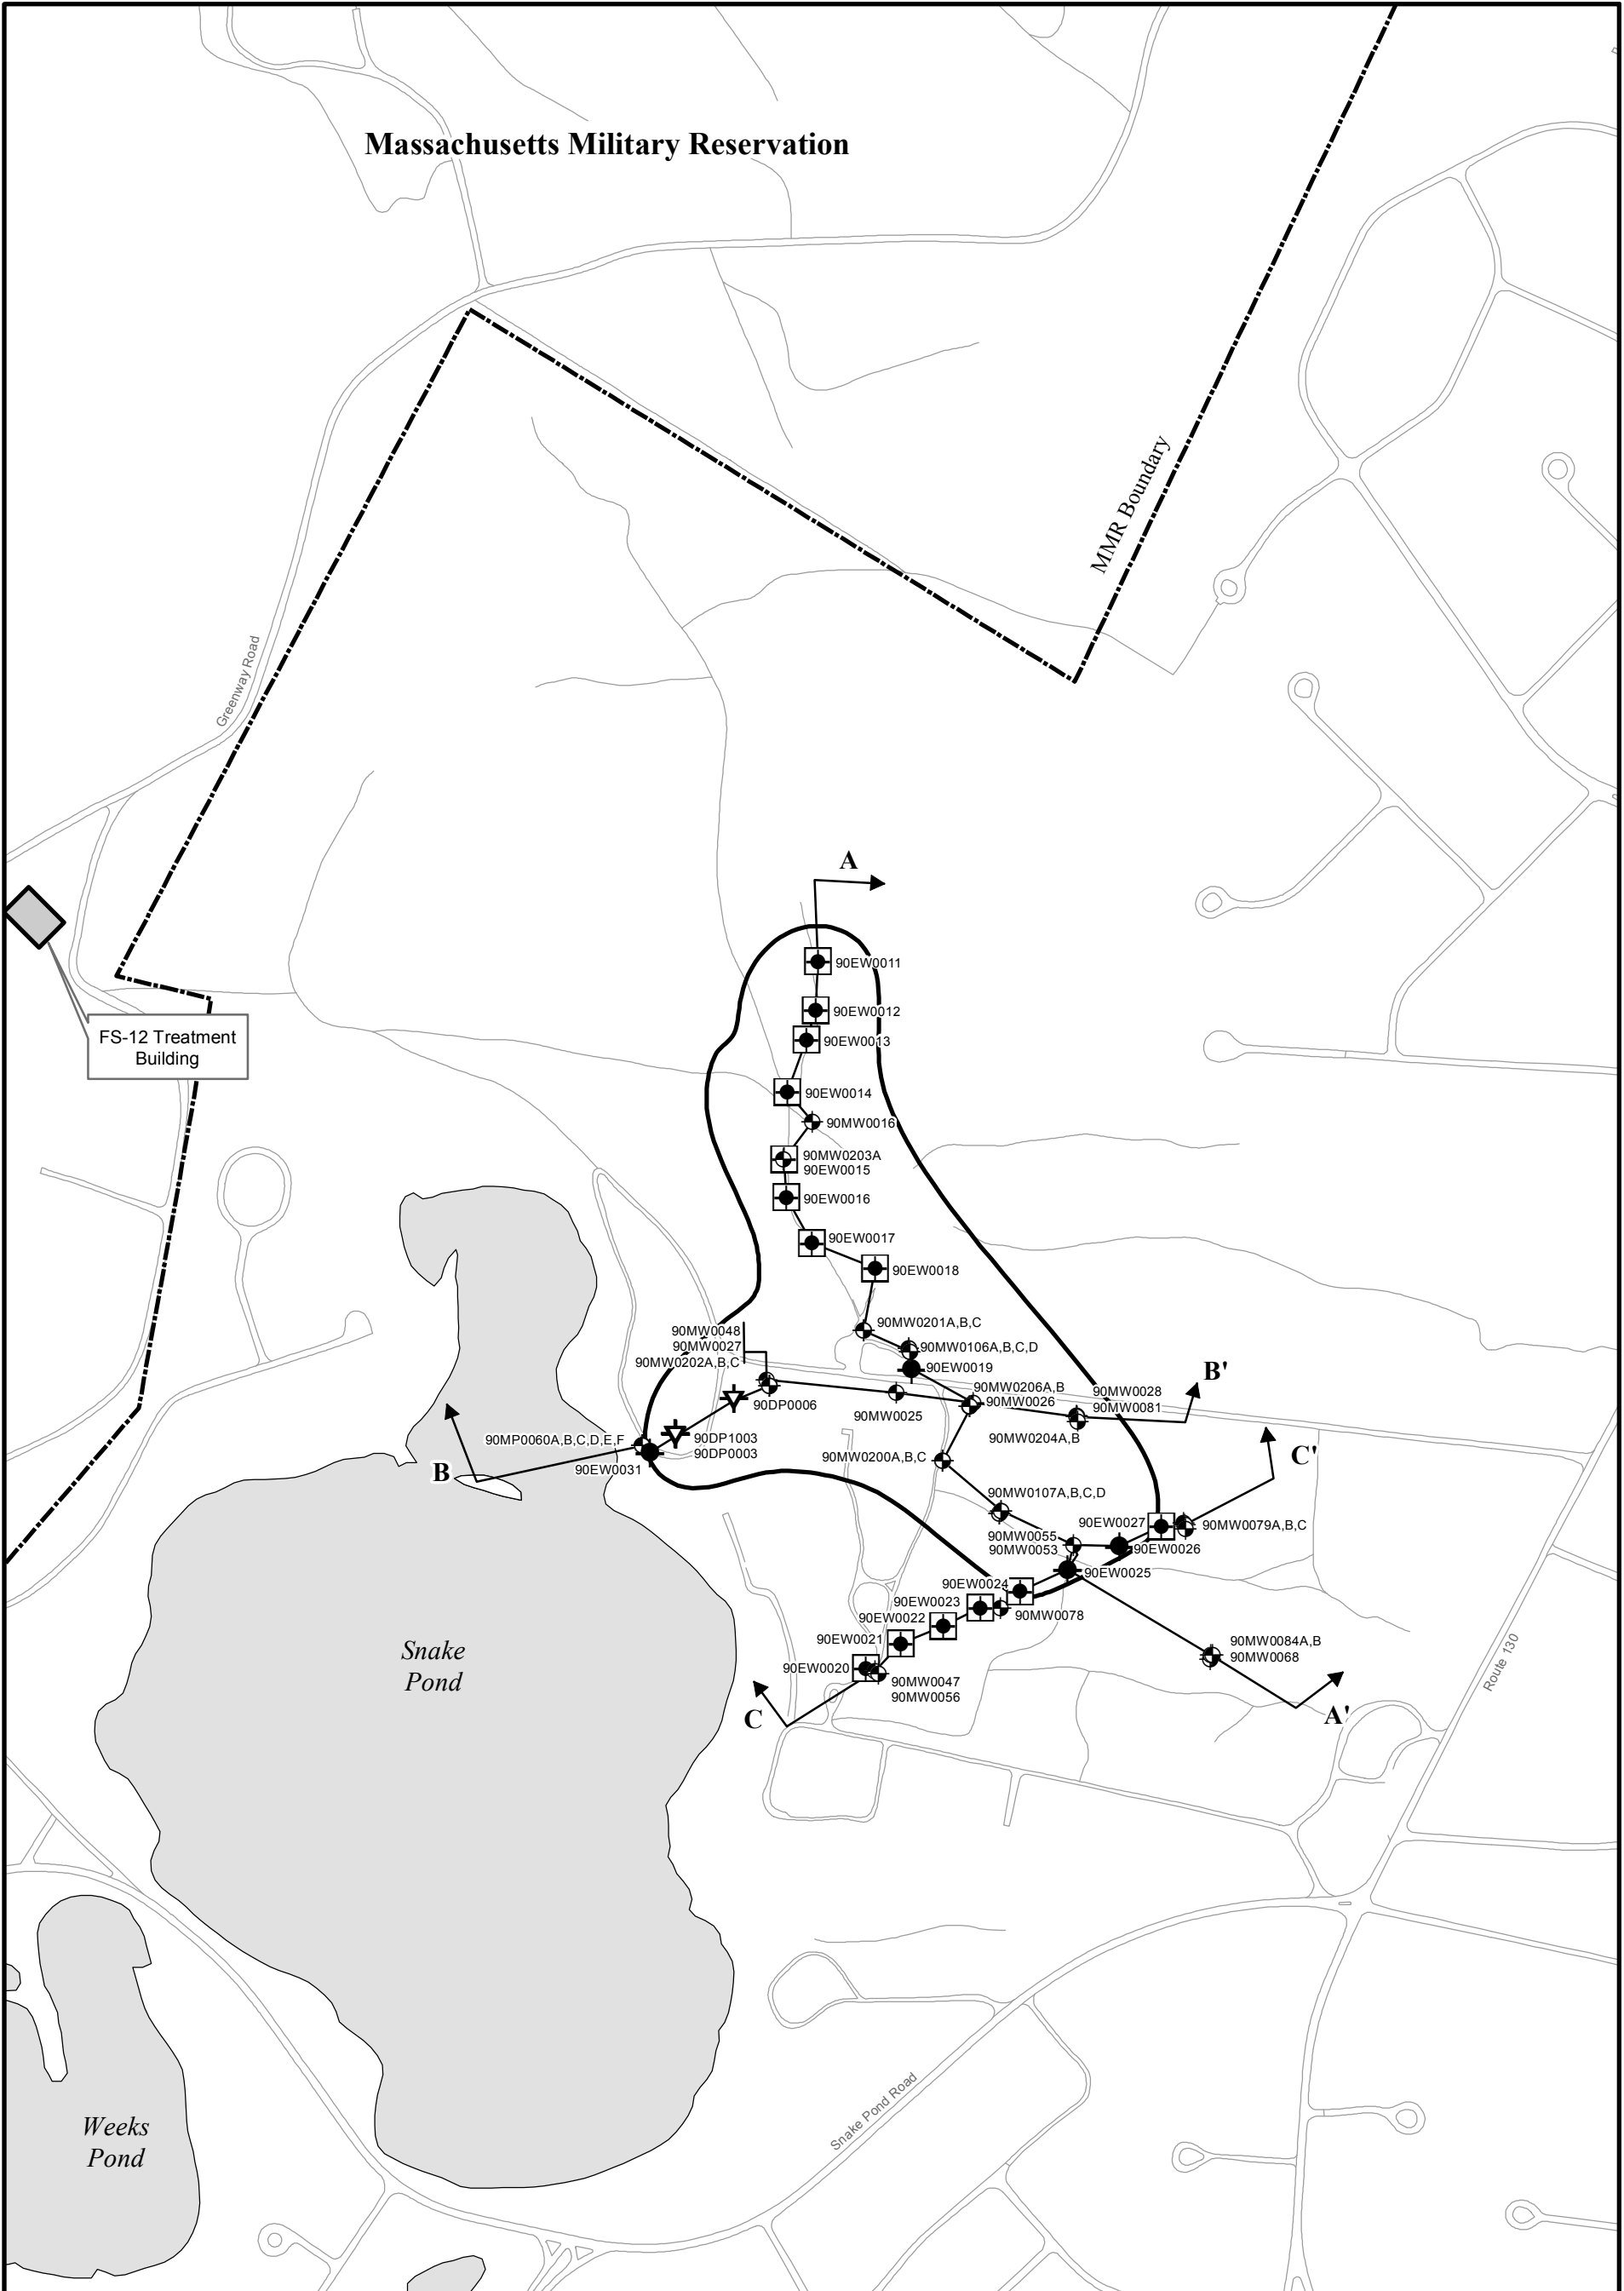 Massachusetts Military Reservation
MMR Boundary
Greenway Road
A
90EW0011
90EW0012
FS-12 Treatment
Building
90EW0013
90EW0014
90MW0016
90MW0203A
90EW0015
90EW0016
90EW0017
90EW0018
90MW0201A,B,C
90MW0048
90MW0027
90MW0202A,B,C
90MW0106A,B,C,D
90EW0019
B'
90MW0206A,B
90MW0026
90MW0028
90MW0081
90DP0006
90MW0025
90MW0204A,B
90MP0060A,B,C,D,E,F
90DP1003
90DP0003
C'
90MW0200A,B,C
B
90EW0031
90MW0107A,B,C,D
90EW0027
90MW0079A,B,C
90MW0055
90MW0053
90EW0026
90EW0025
90EW0024
90EW0023
90MW0078
90EW0022
90EW0021
90MW0084A,B
90MW0068
Snake
Pond
90EW0020
90MW0047
90MW0056
Route 130
C
A'
Snake Pond Road
Weeks
Pond